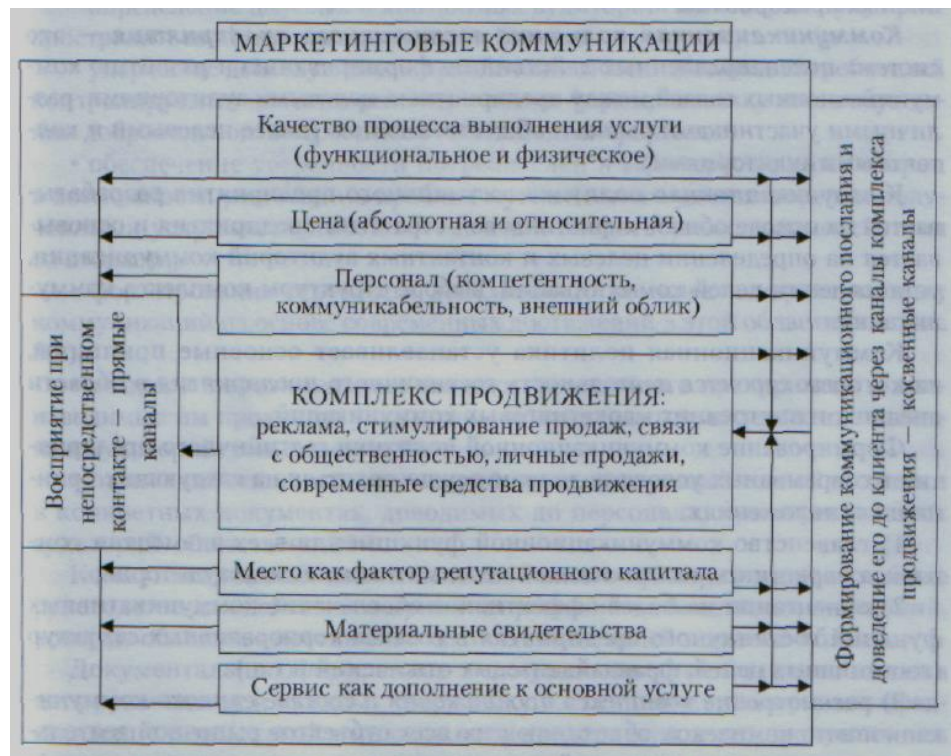 МАРКЕТИНГОВЫЕ КОММУНИКАЦИИ
Качество процесса выполнения услуги
(функциональное и физическое)
Цена (абсолютная и относительная)
Персонал (компетентность,
коммуникабельность, внешний облик)
КОМПЛЕКС ПРОДВИЖЕНИЯ:
реклама, стимулирование продаж, связи
с общественностью, личные продажи,
современные средства продвижения
Место как фактор репутационного капитала
Материальные свидетельства
Сервис как дополнение к основной услуге
Восприятие при
непосредственном
контакте (прямые
каналы)
Формирование коммуникационного послания и
доведение его до клиента через каналы комплекса
продвижения (опосредованные каналы)